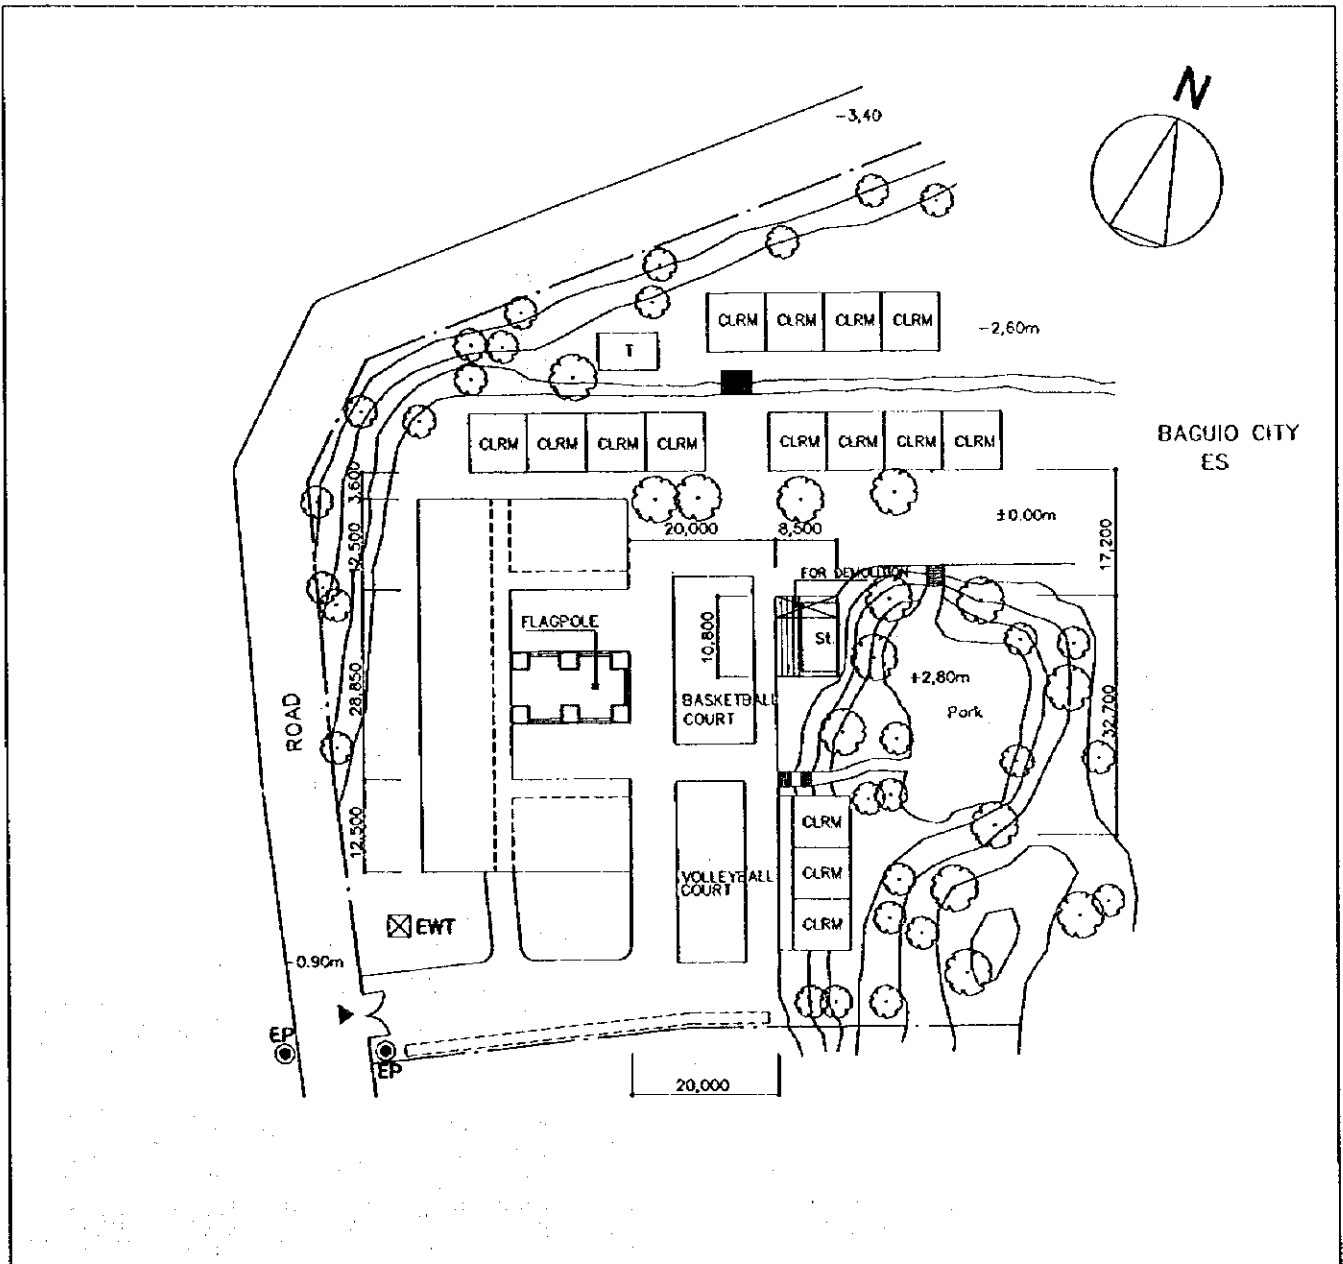 N
-3,40
CLRM CLRM CLRM CLRM
-2,60m
T
CLRM CLRM CLRM CLRM
CLRM CLRM CLRM CLRM
BAGUIO CITY
ES
3,600
±0.00m
20,000
8,500
17,200
12,500
FOR DEMOLITION
FLAGPOLE
10,800
St.
+2,80m
28,850
BASKETBALL
COURT
Park
ROAD
32,700
CLRM
12,500
VOLLEYBALL
COURT
CLRM
CLRM
EWT
-0.90m
EP
EP
20,000